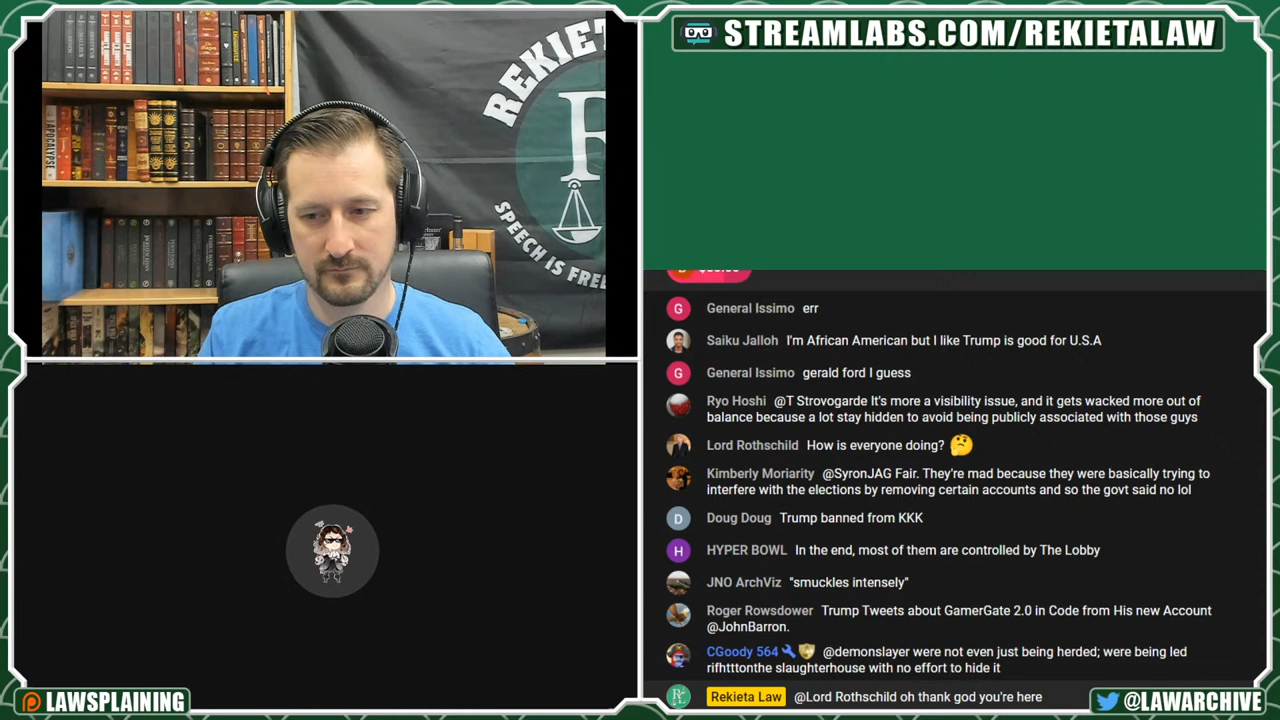 STREAMLABS.COM/REKIETALAW
REKIET
R
SPEECH IS FREE
APOCALYPSE
General Issimo err
Saiku Jalloh I'm African American but I like Trump is good for U.S.A
General Issimo gerald ford I guess
Ryo Hoshi @T Strovogarde It's more a visibility issue, and it gets wacked more out of
balance because a lot stay hidden to avoid being publicly associated with those guys
Lord Rothschild How is everyone doing? 🤔
Kimberly Moriarity @SyronJAG Fair. They're mad because they were basically trying to
interfere with the elections by removing certain accounts and so the govt said no lol
Doug Doug Trump banned from KKK
HYPER BOWL In the end, most of them are controlled by The Lobby
JNO ArchViz "smuckles intensely"
Roger Rowsdower Trump Tweets about GamerGate 2.0 in Code from His new Account
@JohnBarron.
CGoody 564 @demonslayer were not even just being herded; were being led
rifhtttonthe slaughterhouse with no effort to hide it
Rekieta Law @Lord Rothschild oh thank god you're here
LAWSPLAINING
@LAWARCHIVE